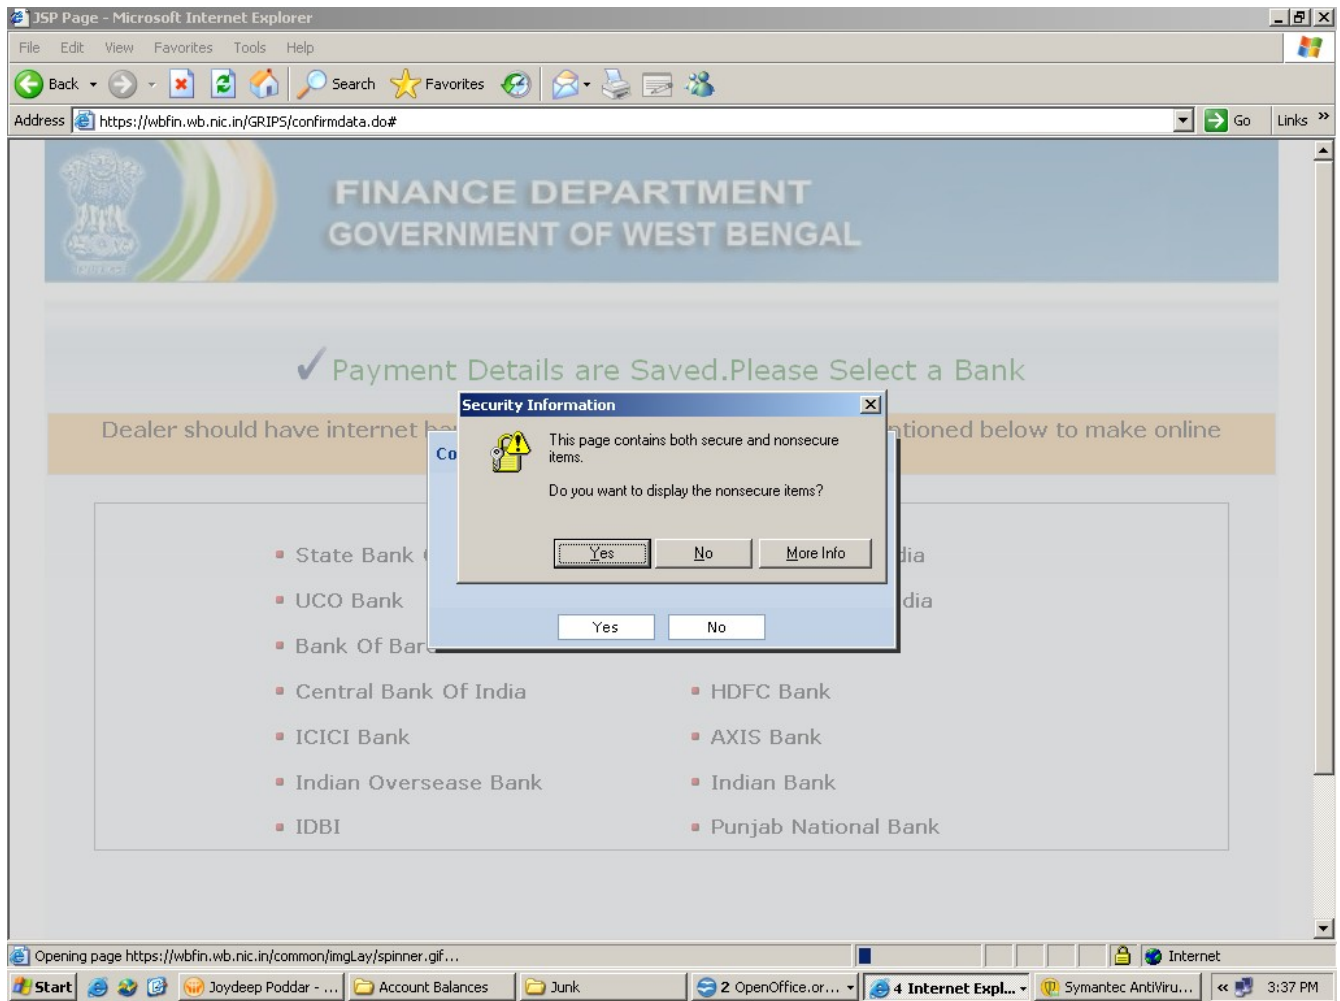 JSP Page - Microsoft Internet Explorer
File Edit View Favorites Tools Help
Back Search Favorites
Address https://wbfin.wb.nic.in/GRIPS/confirmdata.do# Go Links »
FINANCE DEPARTMENT
GOVERNMENT OF WEST BENGAL
Payment Details are Saved.Please Select a Bank
Dealer should have internet below to make online
Co
Security Information
This page contains both secure and nonsecure
items.
Do you want to display the nonsecure items?
Yes No More Info
Yes No
State Bank
UCO Bank
Bank Of
Central Bank Of India HDFC Bank
ICICI Bank AXIS Bank
Indian Oversease Bank Indian Bank
IDBI Punjab National Bank
Opening page https://wbfin.wb.nic.in/common/imgLay/spinner.gif... Internet
Start Joydeep Poddar - ... Account Balances Junk 2 OpenOffice.or... 4 Internet Expl... Symantec AntiViru... « 3:37 PM